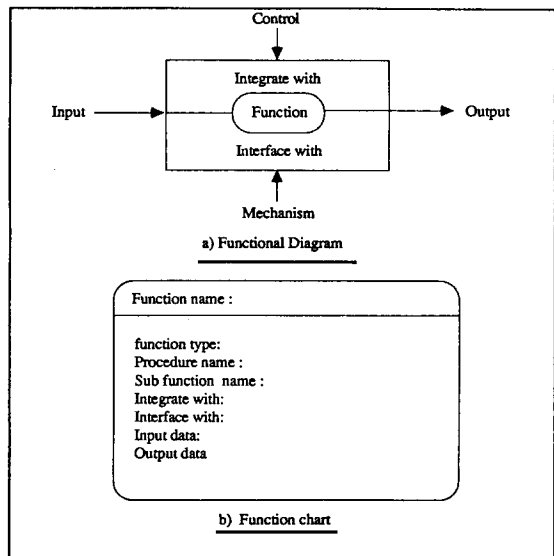 Control
Integrate with
Input
Function
Output
Interface with
Mechanism
a) Functional Diagram
Function name :
function type:
Procedure name :
Sub function name :
Integrate with:
Interface with:
Input data:
Output data
b) Function chart